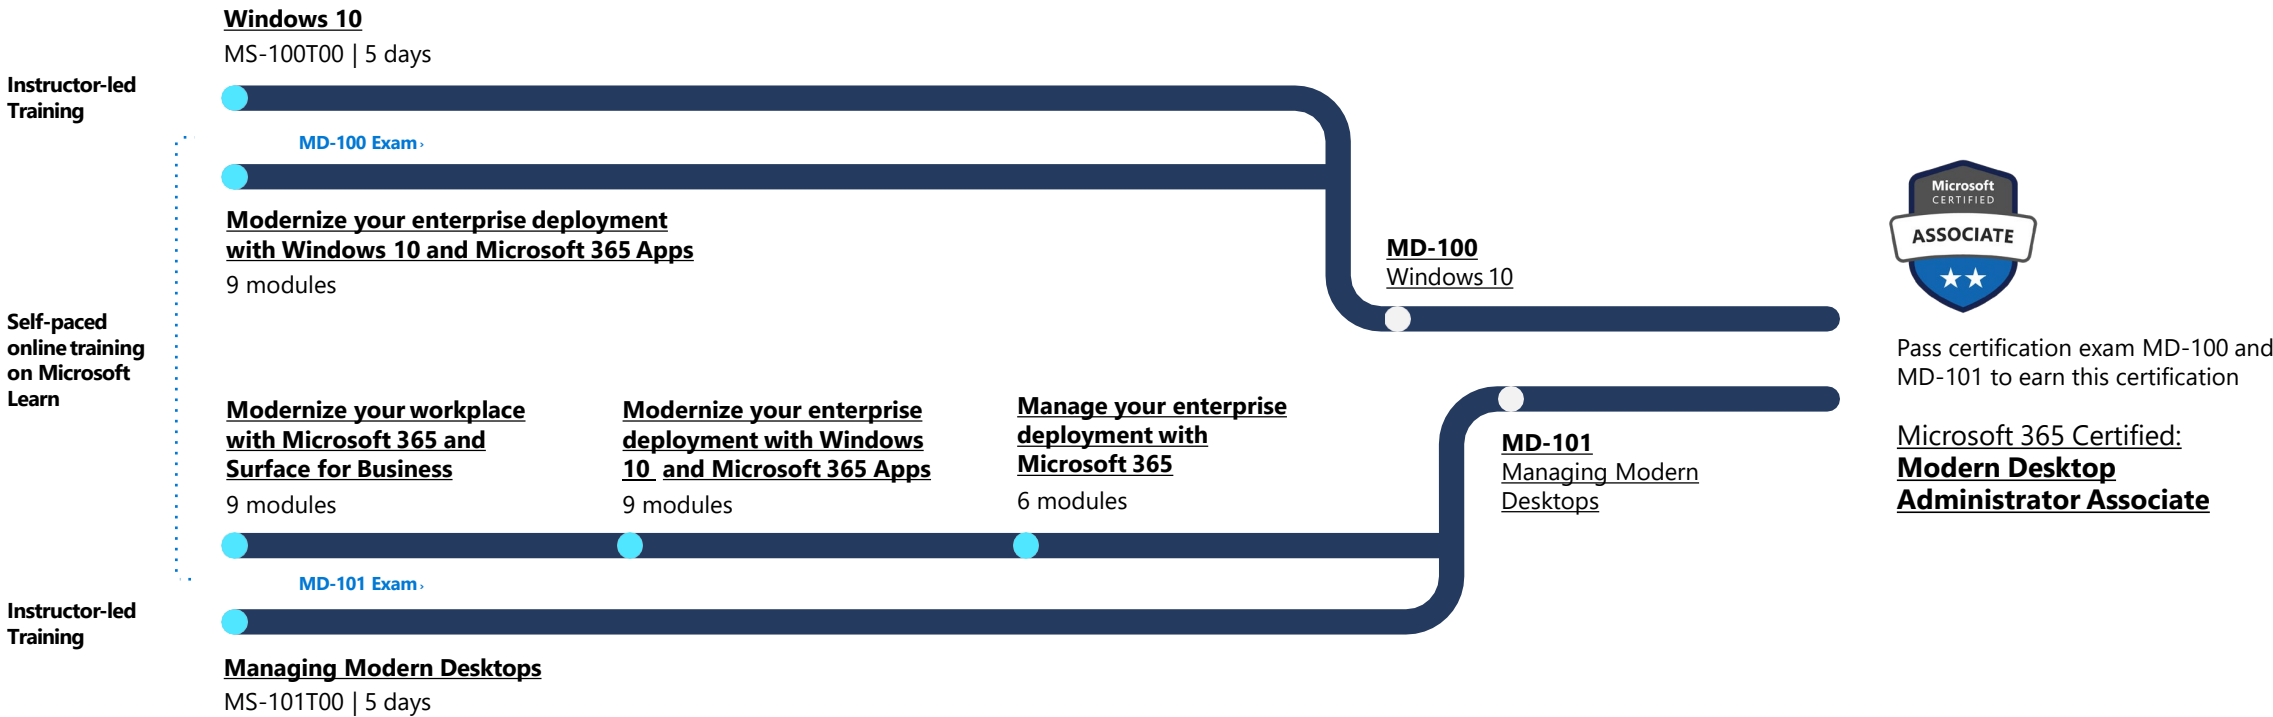 Windows 10
MS-100T00 | 5 days
Instructor-led
Training
MD-100 Exam ›
Modernize your enterprise deployment
with Windows 10 and Microsoft 365 Apps
9 modules
MD-100
Windows 10
Microsoft
CERTIFIED
ASSOCIATE
Self-paced
online training
on Microsoft
Learn
Pass certification exam MD-100 and
MD-101 to earn this certification
Microsoft 365 Certified:
Modern Desktop
Administrator Associate
Modernize your workplace
with Microsoft 365 and
Surface for Business
9 modules
Modernize your enterprise
deployment with Windows
10 and Microsoft 365 Apps
9 modules
Manage your enterprise
deployment with
Microsoft 365
6 modules
MD-101
Managing Modern
Desktops
MD-101 Exam ›
Instructor-led
Training
Managing Modern Desktops
MS-101T00 | 5 days